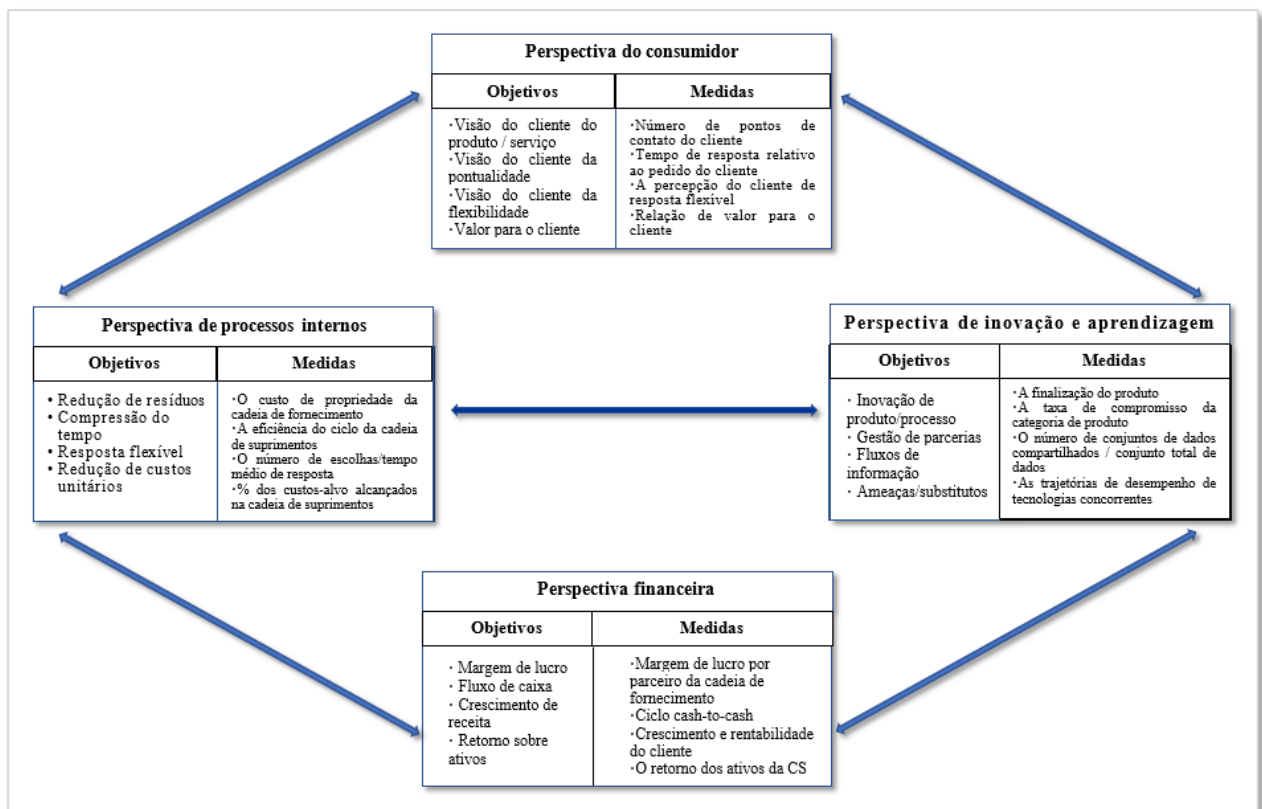 Perspectiva do consumidor
Objetivos
Medidas
·Visão do cliente do
produto / serviço
·Visão do cliente da
pontualidade
·Visão do cliente da
flexibilidade
·Valor para o cliente
·Número de pontos de
contato do cliente
·Tempo de resposta relativo
ao pedido do cliente
·A percepção do cliente de
resposta flexível
·Relação de valor para o
cliente
Perspectiva de processos internos
Objetivos
Medidas
• Redução de resíduos
• Compressão do
tempo
• Resposta flexível
• Redução de custos
unitários
·O custo de propriedade da
cadeia de fornecimento
·A eficiência do ciclo da cadeia
de suprimentos
·O número de escolhas/tempo
médio de resposta
·% dos custos-alvo alcançados
na cadeia de suprimentos
Perspectiva de inovação e aprendizagem
Objetivos
Medidas
· Inovação de
produto/processo
· Gestão de parcerias
· Fluxos de
informação
· Ameaças/substitutos
·A finalização do produto
·A taxa de compromisso da
categoria de produto
·O número de conjuntos de dados
compartilhados / conjunto total de
dados
·As trajetórias de desempenho de
tecnologias concorrentes
Perspectiva financeira
Objetivos
Medidas
· Margem de lucro
· Fluxo de caixa
· Crescimento de
receita
· Retorno sobre
ativos
·Margem de lucro por
parceiro da cadeia de
fornecimento
·Ciclo cash-to-cash
·Crescimento e rentabilidade
do cliente
·O retorno dos ativos da CS